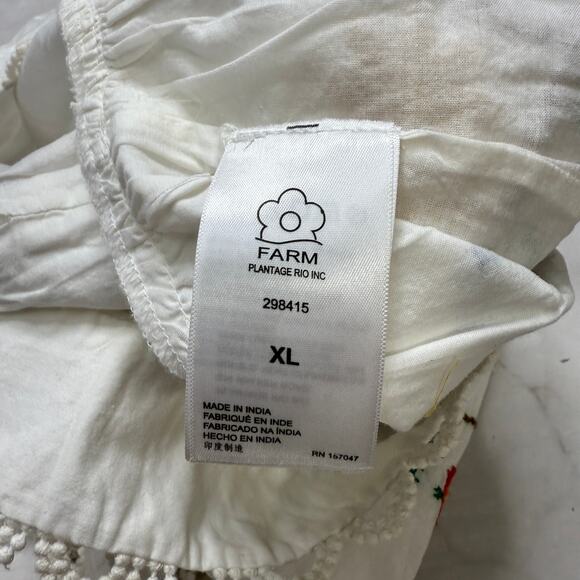 FARM
PLANTAGE RIO INC
298415
XL
MADE IN INDIA
FABRIQUÉ EN INDE
FABRICADO NA ÍNDIA
HECHO EN INDIA
印度制造
RN 157047